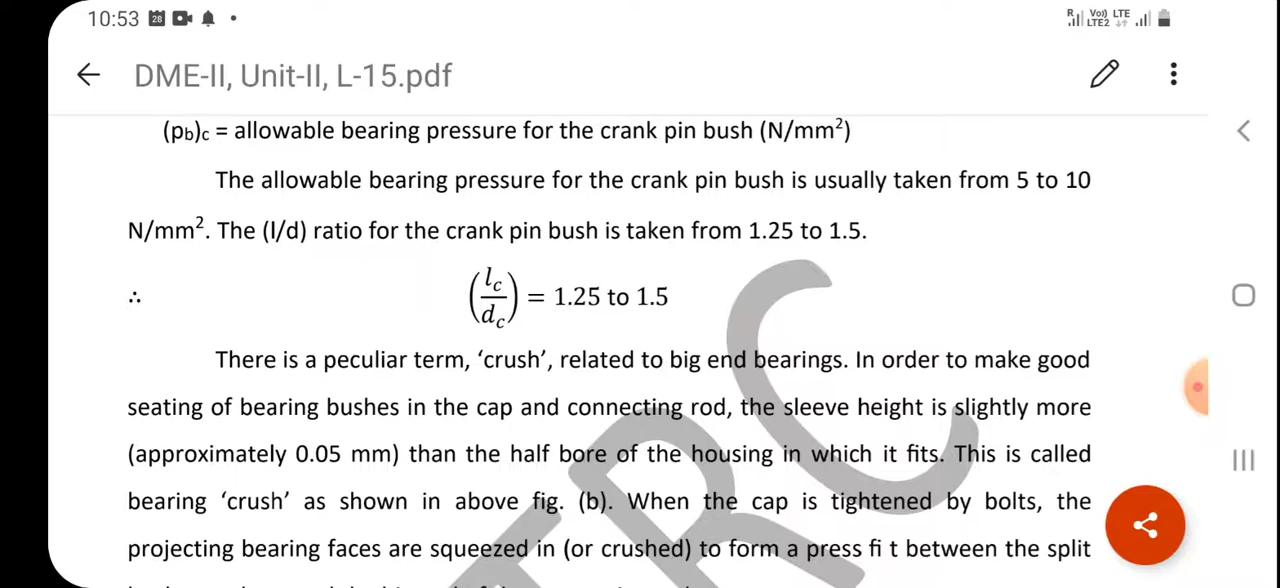 10:53 28
R Vo)) LTE LTE2
DME-II, Unit-II, L-15.pdf
(pb)c = allowable bearing pressure for the crank pin bush (N/mm²)
The allowable bearing pressure for the crank pin bush is usually taken from 5 to 10
N/mm². The (l/d) ratio for the crank pin bush is taken from 1.25 to 1.5.
∴ (lc/dc) = 1.25 to 1.5
There is a peculiar term, ‘crush’, related to big end bearings. In order to make good
seating of bearing bushes in the cap and connecting rod, the sleeve height is slightly more
(approximately 0.05 mm) than the half bore of the housing in which it fits. This is called
bearing ‘crush’ as shown in above fig. (b). When the cap is tightened by bolts, the
projecting bearing faces are squeezed in (or crushed) to form a press fi t between the split
TRC